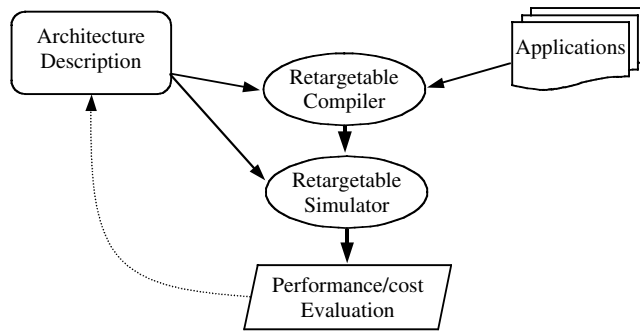 Architecture
Description
Applications
Retargetable
Compiler
Retargetable
Simulator
Performance/cost
Evaluation